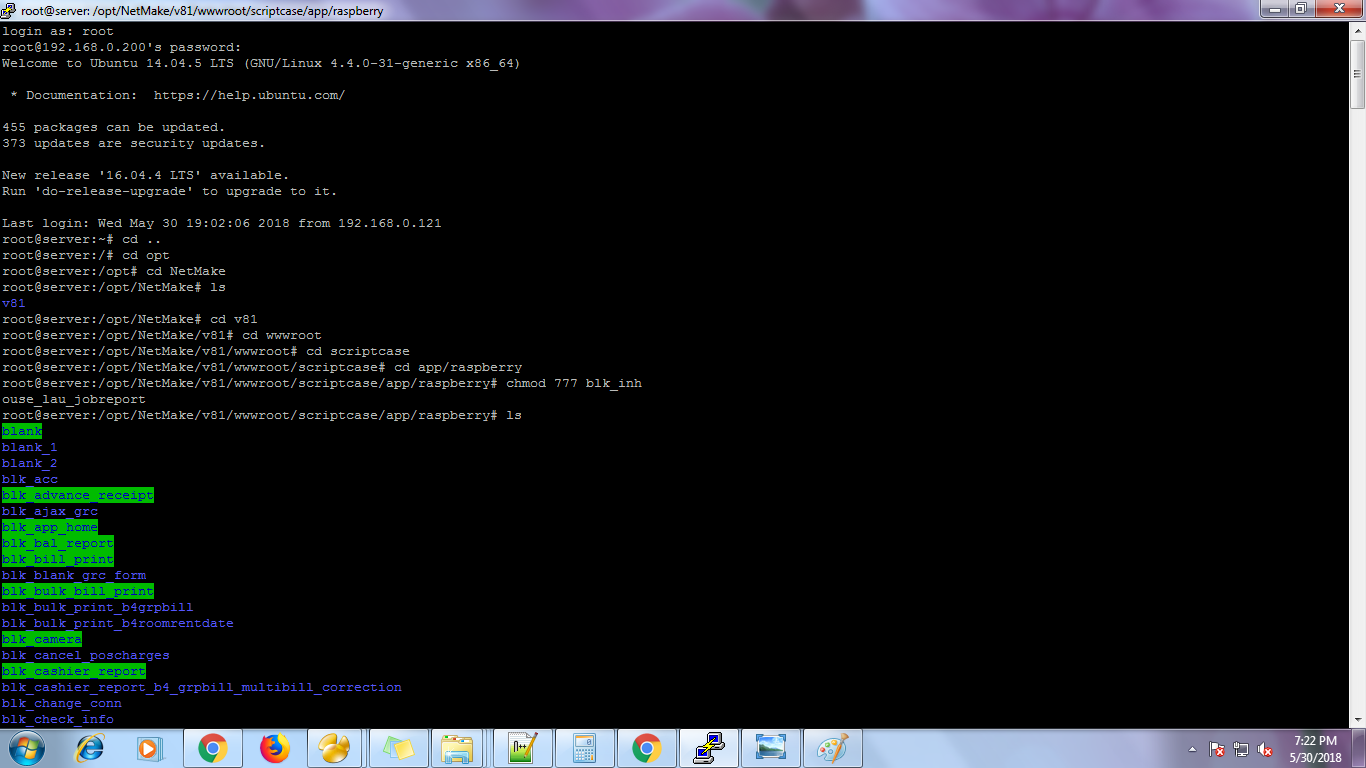 root@server: /opt/NetMake/v81/wwwroot/scriptcase/app/raspberry
login as: root
root@192.168.0.200's password:
Welcome to Ubuntu 14.04.5 LTS (GNU/Linux 4.4.0-31-generic x86_64)
* Documentation:  https://help.ubuntu.com/
455 packages can be updated.
373 updates are security updates.
New release '16.04.4 LTS' available.
Run 'do-release-upgrade' to upgrade to it.
Last login: Wed May 30 19:02:06 2018 from 192.168.0.121
root@server:~# cd ..
root@server:/# cd opt
root@server:/opt# cd NetMake
root@server:/opt/NetMake# ls
v81
root@server:/opt/NetMake# cd v81
root@server:/opt/NetMake/v81# cd wwwroot
root@server:/opt/NetMake/v81/wwwroot# cd scriptcase
root@server:/opt/NetMake/v81/wwwroot/scriptcase# cd app/raspberry
root@server:/opt/NetMake/v81/wwwroot/scriptcase/app/raspberry# chmod 777 blk_inh
ouse_lau_jobreport
root@server:/opt/NetMake/v81/wwwroot/scriptcase/app/raspberry# ls
blank
blank_1
blank_2
blk_acc
blk_advance_receipt
blk_ajax_grc
blk_app_home
blk_bal_report
blk_bill_print
blk_blank_grc_form
blk_bulk_bill_print
blk_bulk_print_b4grpbill
blk_bulk_print_b4roomrentdate
blk_camera
blk_cancel_poscharges
blk_cashier_report
blk_cashier_report_b4_grpbill_multibill_correction
blk_change_conn
blk_check_info
7:22 PM
5/30/2018